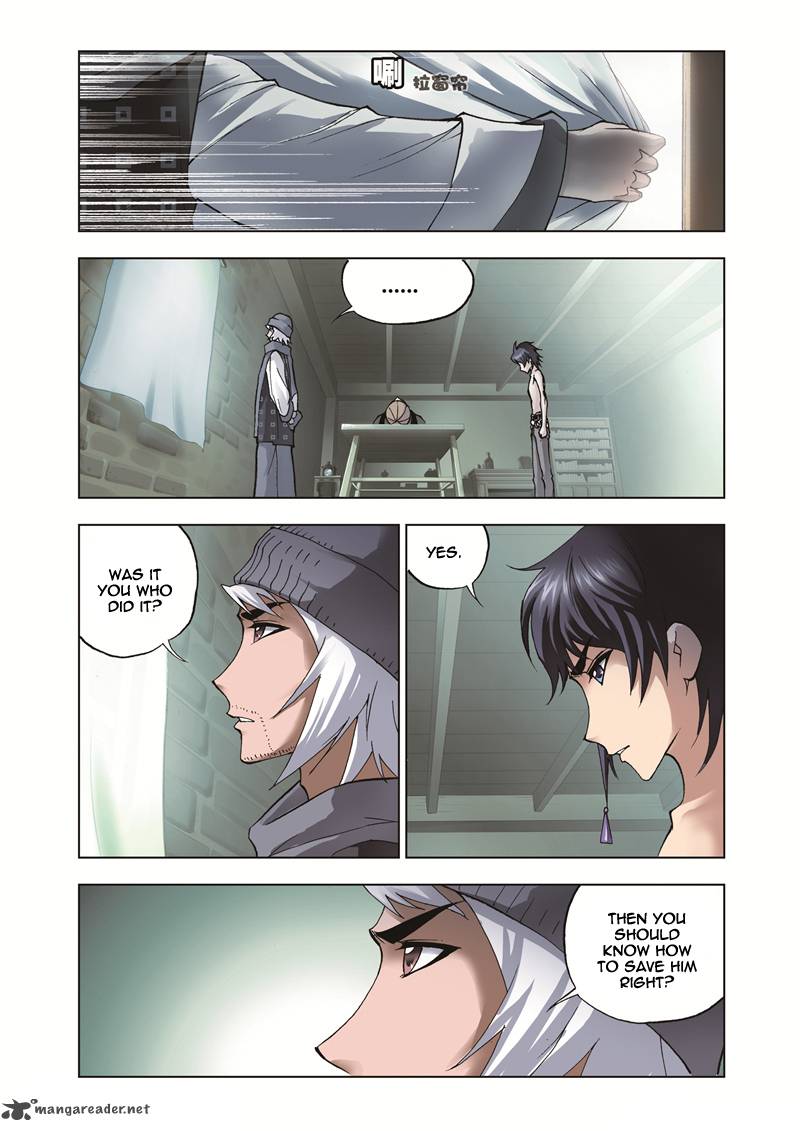 唰
拉窗帘
......
WAS IT
YOU WHO
DID IT?
YES.
THEN YOU
SHOULD
KNOW HOW
TO SAVE HIM
RIGHT?
mangareader.net